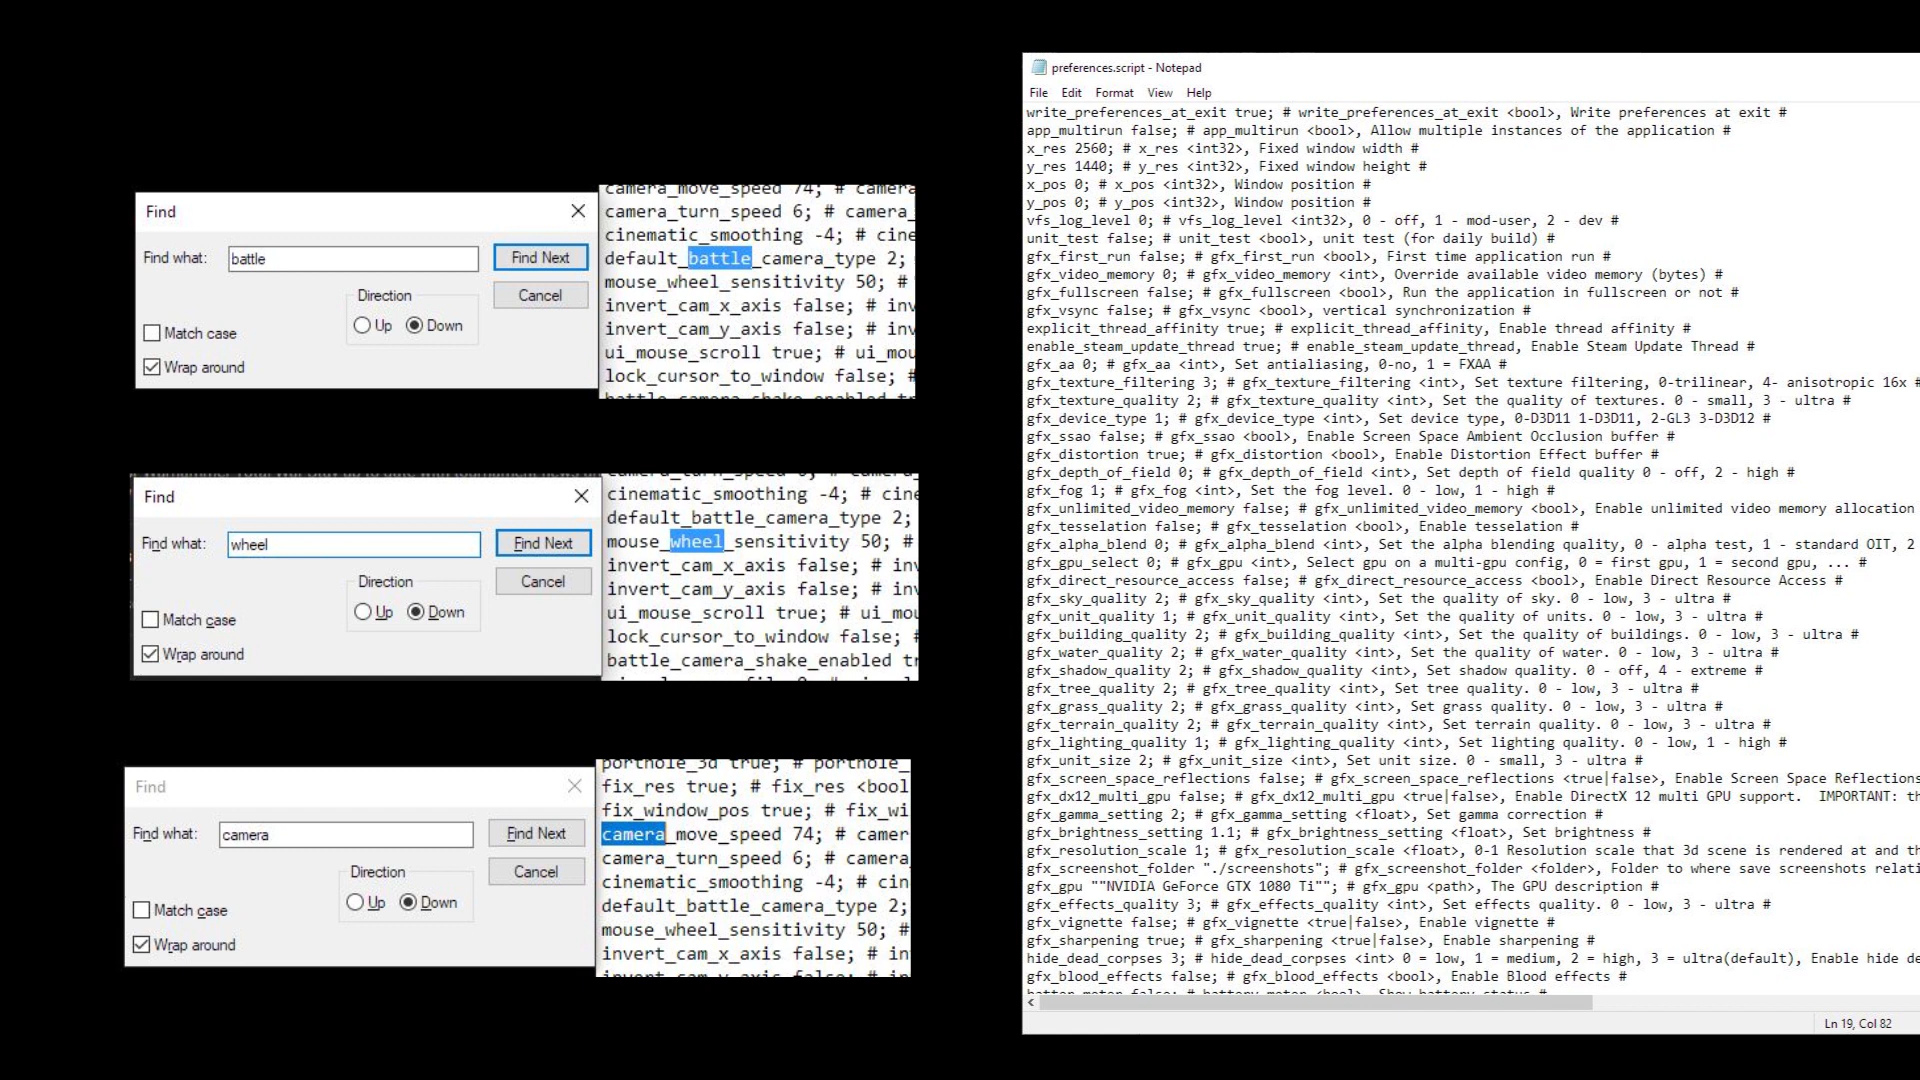 Find
Find what: battle
Find Next
Cancel
Direction
Up Down
Match case
Wrap around
camera_move_speed 74; # camera
camera_turn_speed 6; # camera_
cinematic_smoothing -4; # cine
default_battle_camera_type 2;
mouse_wheel_sensitivity 50; #
invert_cam_x_axis false; # inv
invert_cam_y_axis false; # inv
ui_mouse_scroll true; # ui_mou
lock_cursor_to_window false; #
battle_camera_shake_enabled tr
Find
Find what: wheel
Find Next
Cancel
Direction
Up Down
Match case
Wrap around
cinematic_smoothing -4; # cine
default_battle_camera_type 2;
mouse_wheel_sensitivity 50; #
invert_cam_x_axis false; # inv
invert_cam_y_axis false; # inv
ui_mouse_scroll true; # ui_mou
lock_cursor_to_window false; #
battle_camera_shake_enabled tr
Find
Find what: camera
Find Next
Cancel
Direction
Up Down
Match case
Wrap around
porthole_3d true; # porthole_
fix_res true; # fix_res <bool
fix_window_pos true; # fix_wi
camera_move_speed 74; # camer
camera_turn_speed 6; # camera_
cinematic_smoothing -4; # cin
default_battle_camera_type 2;
mouse_wheel_sensitivity 50; #
invert_cam_x_axis false; # in
invert_cam_y_axis false; # in
preferences.script - Notepad
File Edit Format View Help
write_preferences_at_exit true; # write_preferences_at_exit <bool>, Write preferences at exit #
app_multirun false; # app_multirun <bool>, Allow multiple instances of the application #
x_res 2560; # x_res <int32>, Fixed window width #
y_res 1440; # y_res <int32>, Fixed window height #
x_pos 0; # x_pos <int32>, Window position #
y_pos 0; # y_pos <int32>, Window position #
vfs_log_level 0; # vfs_log_level <int32>, 0 - off, 1 - mod-user, 2 - dev #
unit_test false; # unit_test <bool>, unit test (for daily build) #
gfx_first_run false; # gfx_first_run <bool>, First time application run #
gfx_video_memory 0; # gfx_video_memory <int>, Override available video memory (bytes) #
gfx_fullscreen false; # gfx_fullscreen <bool>, Run the application in fullscreen or not #
gfx_vsync false; # gfx_vsync <bool>, vertical synchronization #
explicit_thread_affinity true; # explicit_thread_affinity, Enable thread affinity #
enable_steam_update_thread true; # enable_steam_update_thread, Enable Steam Update Thread #
gfx_aa 0; # gfx_aa <int>, Set antialiasing, 0-no, 1 = FXAA #
gfx_texture_filtering 3; # gfx_texture_filtering <int>, Set texture filtering, 0-trilinear, 4- anisotropic 16x #
gfx_texture_quality 2; # gfx_texture_quality <int>, Set the quality of textures. 0 - small, 3 - ultra #
gfx_device_type 1; # gfx_device_type <int>, Set device type, 0-D3D11 1-D3D11, 2-GL3 3-D3D12 #
gfx_ssao false; # gfx_ssao <bool>, Enable Screen Space Ambient Occlusion buffer #
gfx_distortion true; # gfx_distortion <bool>, Enable Distortion Effect buffer #
gfx_depth_of_field 0; # gfx_depth_of_field <int>, Set depth of field quality 0 - off, 2 - high #
gfx_fog 1; # gfx_fog <int>, Set the fog level. 0 - low, 1 - high #
gfx_unlimited_video_memory false; # gfx_unlimited_video_memory <bool>, Enable unlimited video memory allocation
gfx_tesselation false; # gfx_tesselation <bool>, Enable tesselation #
gfx_alpha_blend 0; # gfx_alpha_blend <int>, Set the alpha blending quality, 0 - alpha test, 1 - standard OIT, 2
gfx_gpu_select 0; # gfx_gpu <int>, Select gpu on a multi-gpu config, 0 = first gpu, 1 = second gpu, ... #
gfx_direct_resource_access false; # gfx_direct_resource_access <bool>, Enable Direct Resource Access #
gfx_sky_quality 2; # gfx_sky_quality <int>, Set the quality of sky. 0 - low, 3 - ultra #
gfx_unit_quality 1; # gfx_unit_quality <int>, Set the quality of units. 0 - low, 3 - ultra #
gfx_building_quality 2; # gfx_building_quality <int>, Set the quality of buildings. 0 - low, 3 - ultra #
gfx_water_quality 2; # gfx_water_quality <int>, Set the quality of water. 0 - low, 3 - ultra #
gfx_shadow_quality 2; # gfx_shadow_quality <int>, Set shadow quality. 0 - off, 4 - extreme #
gfx_tree_quality 2; # gfx_tree_quality <int>, Set tree quality. 0 - low, 3 - ultra #
gfx_grass_quality 2; # gfx_grass_quality <int>, Set grass quality. 0 - low, 3 - ultra #
gfx_terrain_quality 2; # gfx_terrain_quality <int>, Set terrain quality. 0 - low, 3 - ultra #
gfx_lighting_quality 1; # gfx_lighting_quality <int>, Set lighting quality. 0 - low, 1 - high #
gfx_unit_size 2; # gfx_unit_size <int>, Set unit size. 0 - small, 3 - ultra #
gfx_screen_space_reflections false; # gfx_screen_space_reflections <true|false>, Enable Screen Space Reflections
gfx_dx12_multi_gpu false; # gfx_dx12_multi_gpu <true|false>, Enable DirectX 12 multi GPU support.  IMPORTANT: th
gfx_gamma_setting 2; # gfx_gamma_setting <float>, Set gamma correction #
gfx_brightness_setting 1.1; # gfx_brightness_setting <float>, Set brightness #
gfx_resolution_scale 1; # gfx_resolution_scale <float>, 0-1 Resolution scale that 3d scene is rendered at and th
gfx_screenshot_folder "./screenshots"; # gfx_screenshot_folder <folder>, Folder to where save screenshots relati
gfx_gpu ""NVIDIA GeForce GTX 1080 Ti""; # gfx_gpu <path>, The GPU description #
gfx_effects_quality 3; # gfx_effects_quality <int>, Set effects quality. 0 - low, 3 - ultra #
gfx_vignette false; # gfx_vignette <true|false>, Enable vignette #
gfx_sharpening true; # gfx_sharpening <true|false>, Enable sharpening #
hide_dead_corpses 3; # hide_dead_corpses <int> 0 = low, 1 = medium, 2 = high, 3 = ultra(default), Enable hide de
gfx_blood_effects false; # gfx_blood_effects <bool>, Enable Blood effects #
Ln 19, Col 82